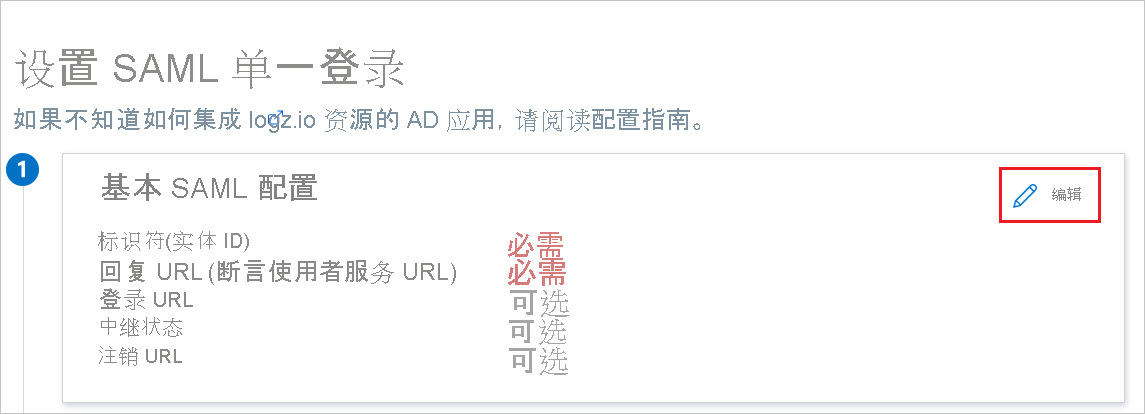 设置 SAML 单一登录
如果不知道如何集成 logz.io 资源的 AD 应用，请阅读配置指南。
1
基本 SAML 配置
编辑
标识符(实体 ID) 必需
回复 URL (断言使用者服务 URL) 必需
登录 URL 可选
中继状态 可选
注销 URL 可选